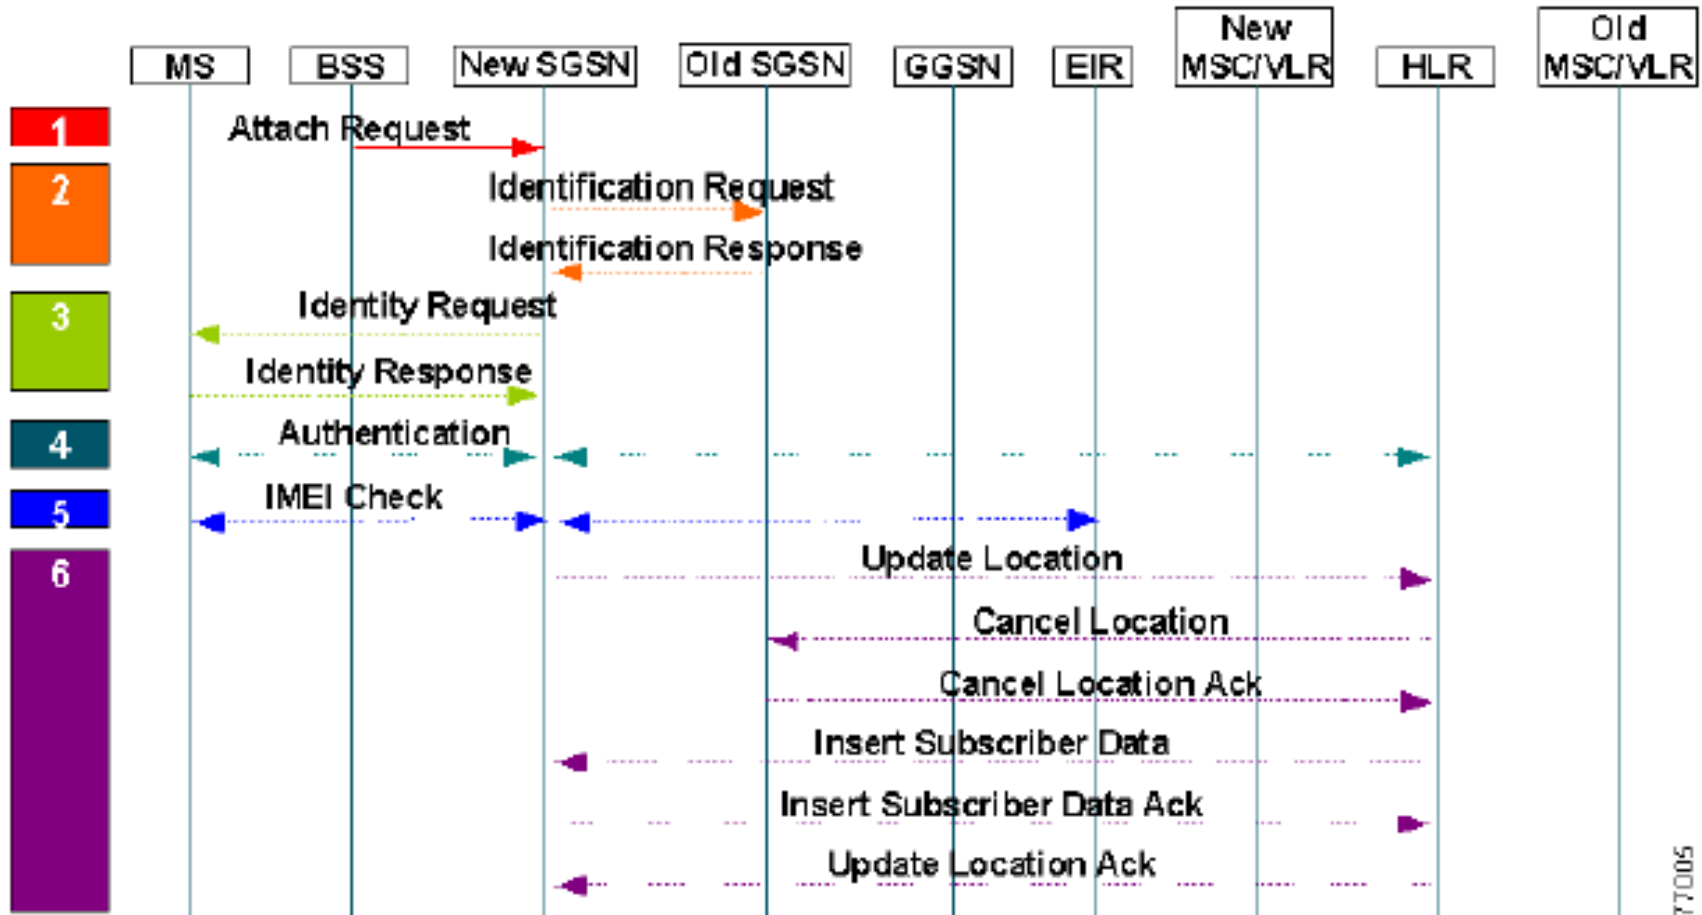 MS
BSS
New SGSN
Old SGSN
GGSN
EIR
New
MSC/VLR
HLR
Old
MSC/VLR
1
Attach Request
2
Identification Request
Identification Response
3
Identity Request
Identity Response
4
Authentication
5
IMEI Check
6
Update Location
Cancel Location
Cancel Location Ack
Insert Subscriber Data
Insert Subscriber Data Ack
Update Location Ack
77005